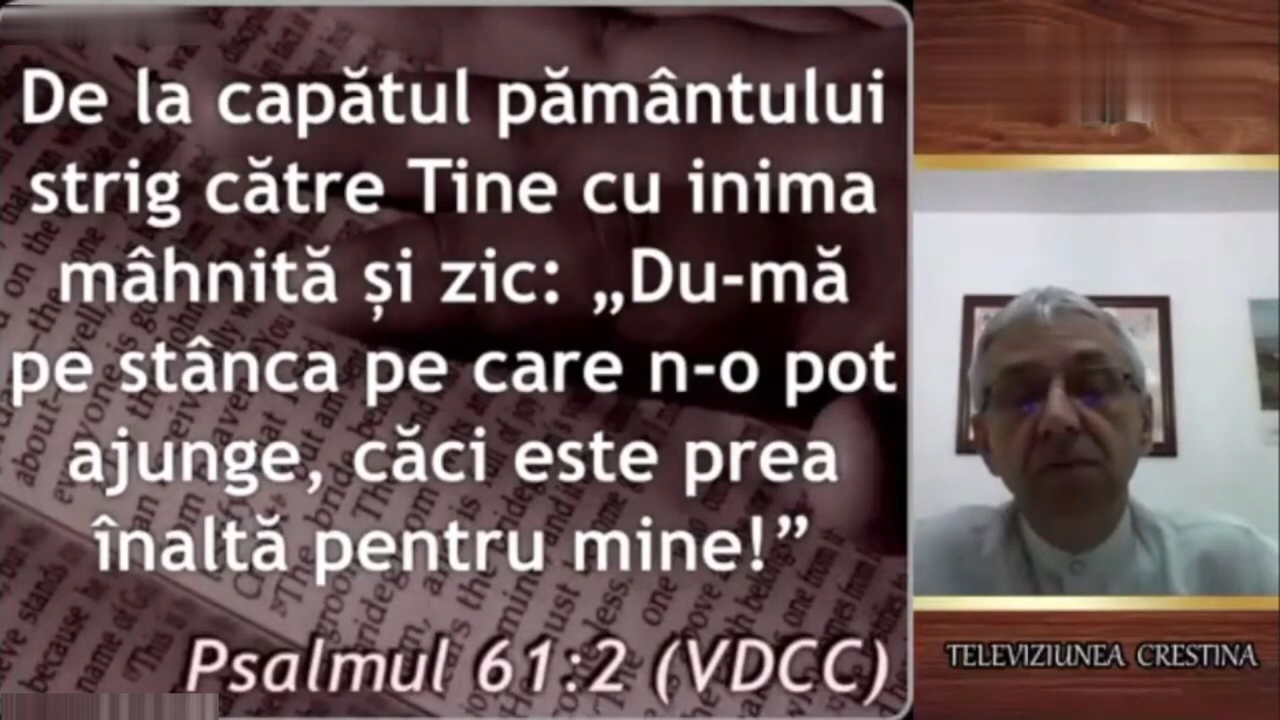 De la capătul pământului
strig către Tine cu inima
mâhnită și zic: „Du-mă
pe stânca pe care n-o pot
ajunge, căci este prea
înaltă pentru mine!”
Psalmul 61:2 (VDCC)
TELEVIZIUNEA CRESTINA